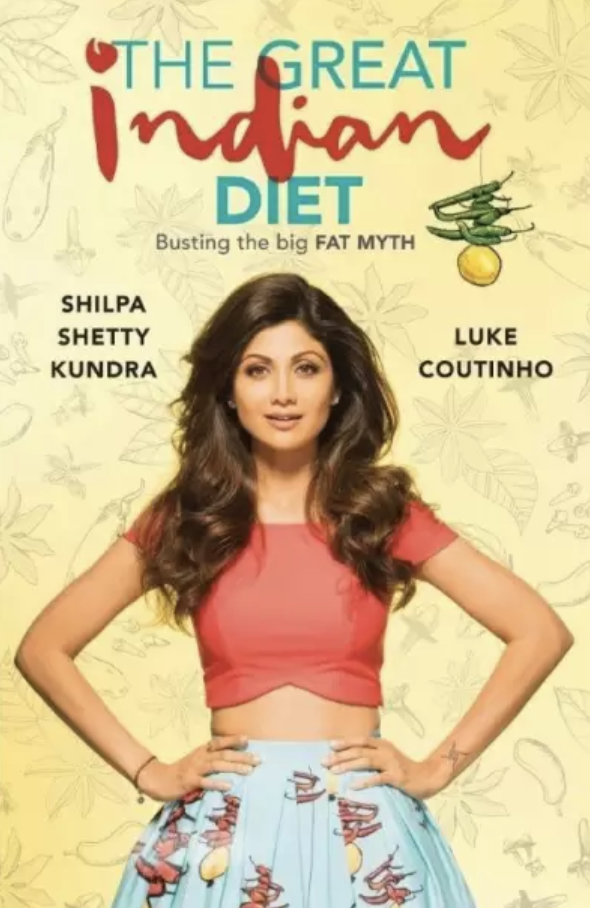 THE GREAT
Indian
DIET
Busting the big FAT MYTH
SHILPA
SHETTY
KUNDRA
LUKE
COUTINHO